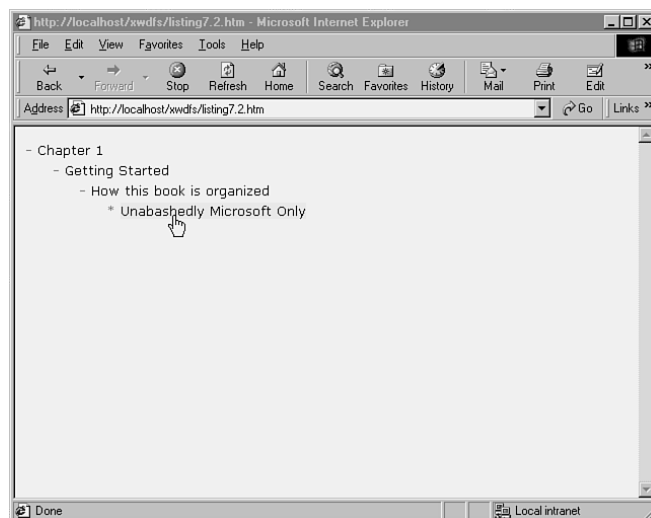 http://localhost/xwdfs/listing7.2.htm - Microsoft Internet Explorer
File Edit View Favorites Tools Help
Back Forward Stop Refresh Home Search Favorites History Mail Print Edit »
Address http://localhost/xwdfs/listing7.2.htm Go Links »
- Chapter 1
- Getting Started
- How this book is organized
* Unabashedly Microsoft Only
Done Local intranet